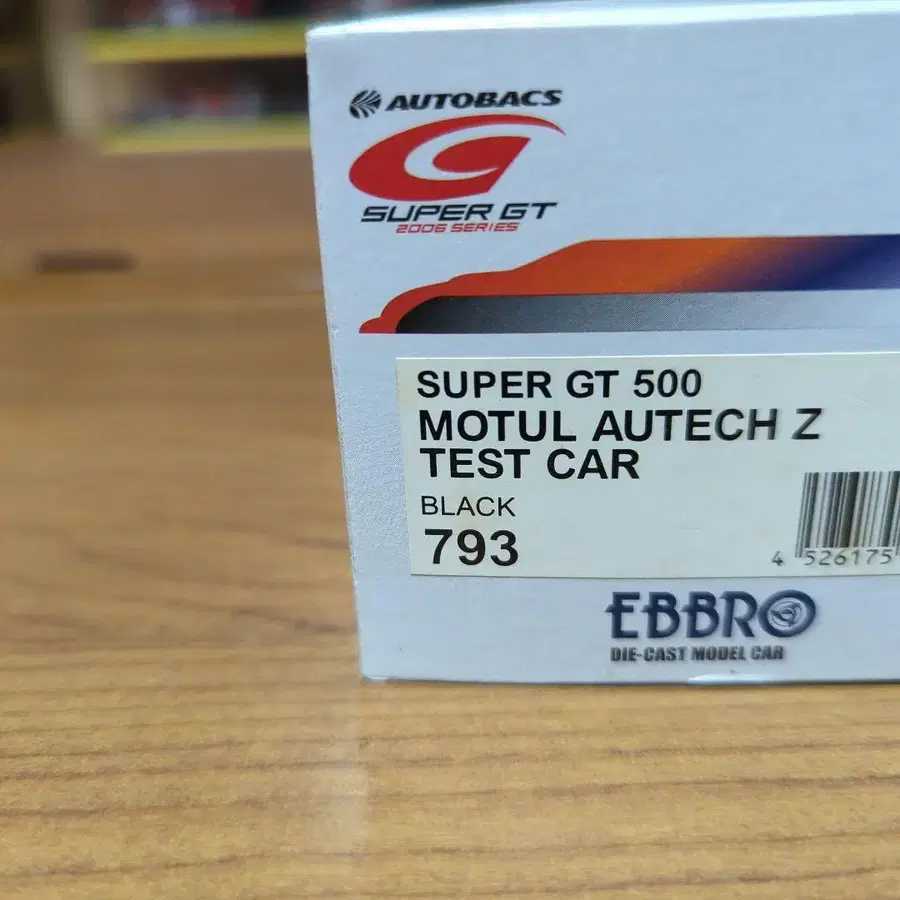 AUTOBACS
SUPER GT
2006 SERIES
SUPER GT 500
MOTUL AUTECH Z
TEST CAR
BLACK
793
4 526175
EBBRO
DIE-CAST MODEL CAR